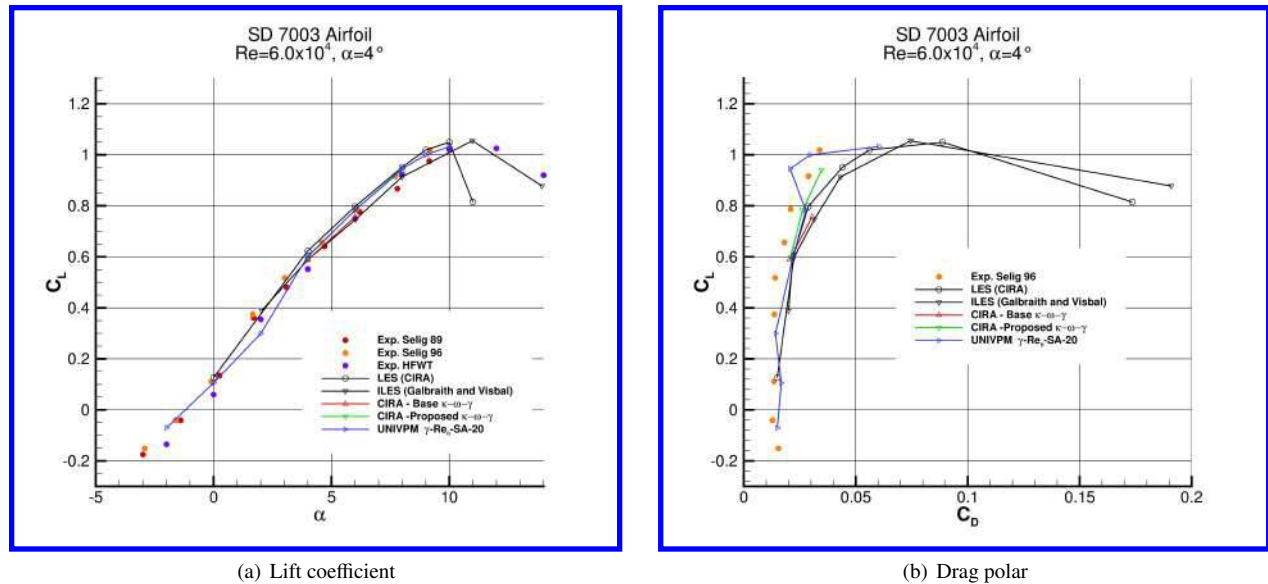 SD 7003 Airfoil
Re=6.0x10⁴, α=4°
1.2
1
0.8
0.6
0.4
0.2
0
-0.2
C_L
-5
0
5
10
α
Exp. Selig 89
Exp. Selig 96
Exp. HFWT
LES (CIRA)
ILES (Galbraith and Visbal)
CIRA - Base κ-ω-γ
CIRA -Proposed κ-ω-γ
UNIVPM γ-Re_θ-SA-20
(a) Lift coefficient
SD 7003 Airfoil
Re=6.0x10⁴, α=4°
1.2
1
0.8
0.6
0.4
0.2
0
-0.2
C_L
0
0.05
0.1
0.15
0.2
C_D
Exp. Selig 96
LES (CIRA)
ILES (Galbraith and Visbal)
CIRA - Base κ-ω-γ
CIRA -Proposed κ-ω-γ
UNIVPM γ-Re_θ-SA-20
(b) Drag polar